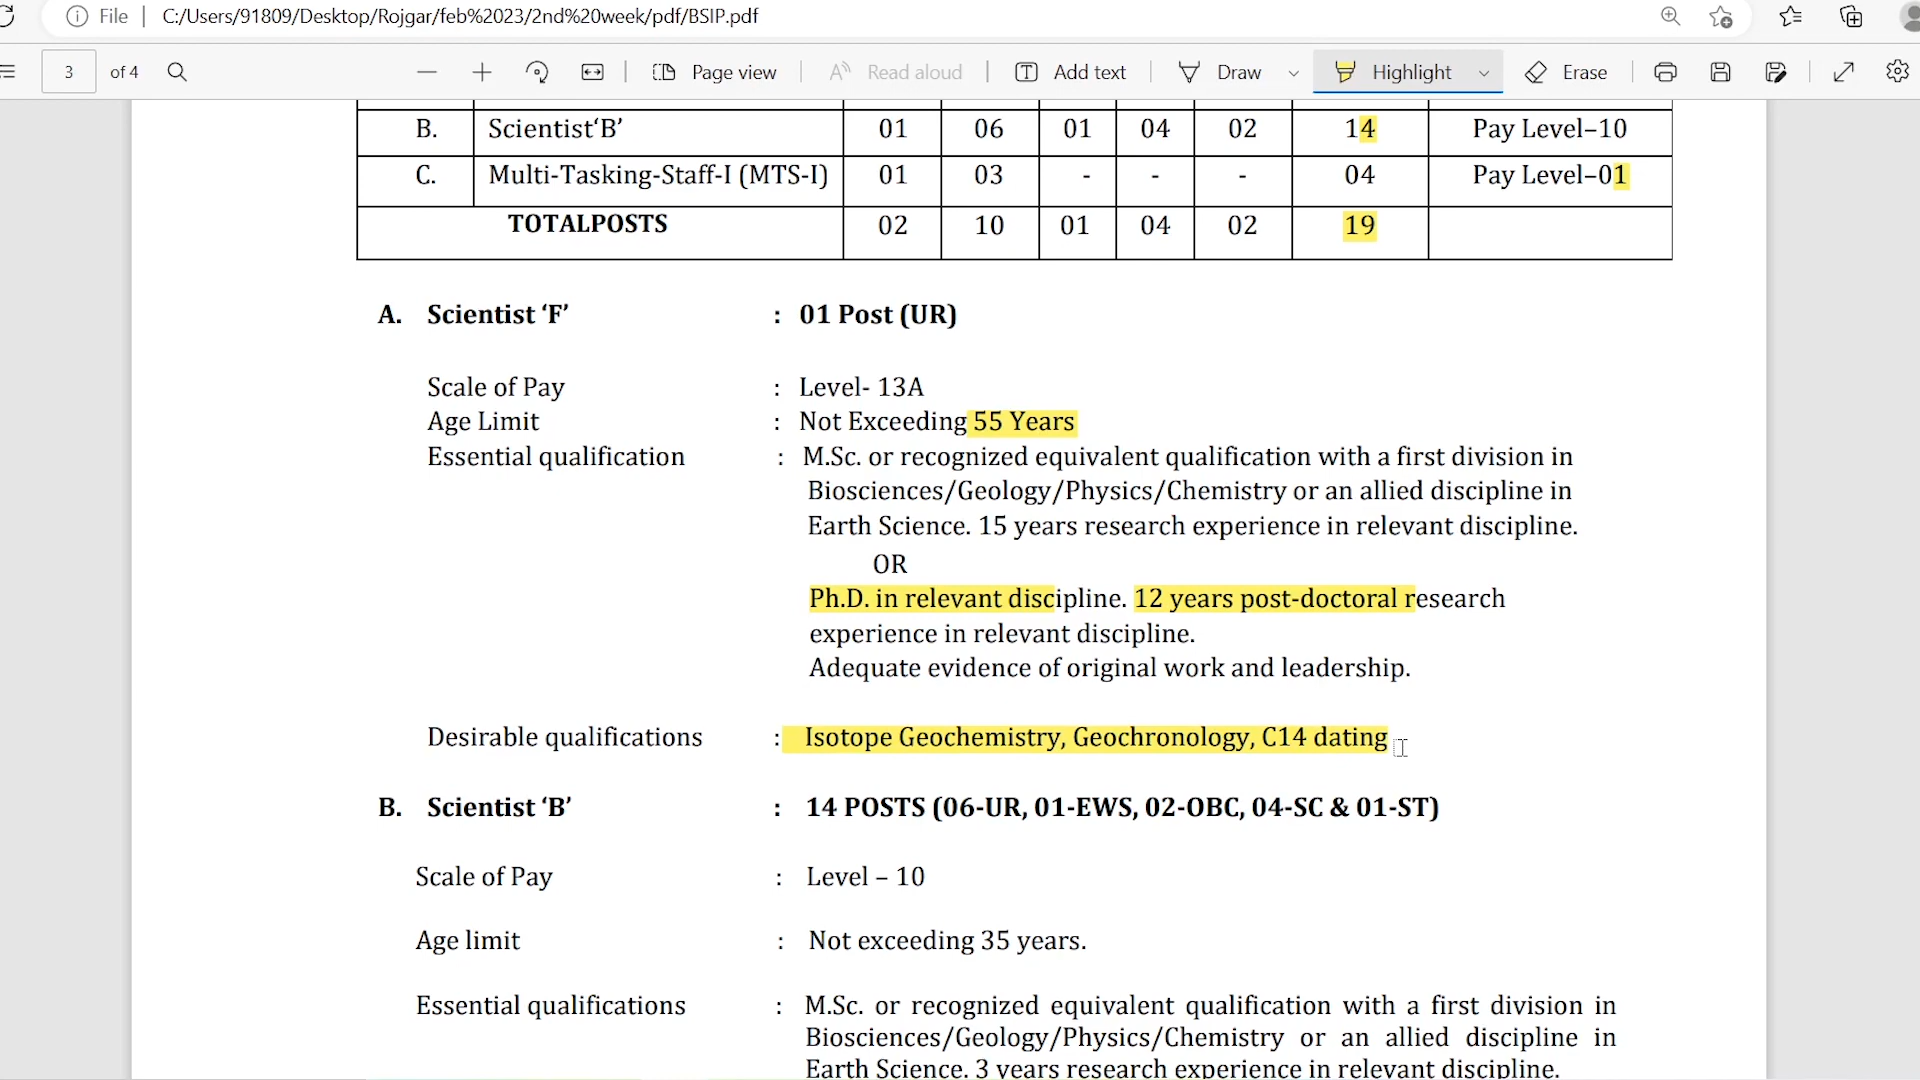 File C:/Users/91809/Desktop/Rojgar/feb%2023/2nd%20week/pdf/BSIP.pdf
3 of 4 Page view Read aloud Add text Draw Highlight Erase
B. Scientist‘B’ 01 06 01 04 02 14 Pay Level–10
C. Multi-Tasking-Staff-I (MTS-I) 01 03 - - - 04 Pay Level–01
TOTALPOSTS 02 10 01 04 02 19
A. Scientist ‘F’ : 01 Post (UR)
Scale of Pay : Level- 13A
Age Limit : Not Exceeding 55 Years
Essential qualification : M.Sc. or recognized equivalent qualification with a first division in
Biosciences/Geology/Physics/Chemistry or an allied discipline in
Earth Science. 15 years research experience in relevant discipline.
OR
Ph.D. in relevant discipline. 12 years post-doctoral research
experience in relevant discipline.
Adequate evidence of original work and leadership.
Desirable qualifications : Isotope Geochemistry, Geochronology, C14 dating
B. Scientist ‘B’ : 14 POSTS (06-UR, 01-EWS, 02-OBC, 04-SC & 01-ST)
Scale of Pay : Level – 10
Age limit : Not exceeding 35 years.
Essential qualifications : M.Sc. or recognized equivalent qualification with a first division in
Biosciences/Geology/Physics/Chemistry or an allied discipline in
Earth Science. 3 years research experience in relevant discipline.